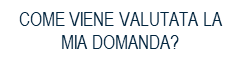 COME VIENE VALUTATA LA
MIA DOMANDA?